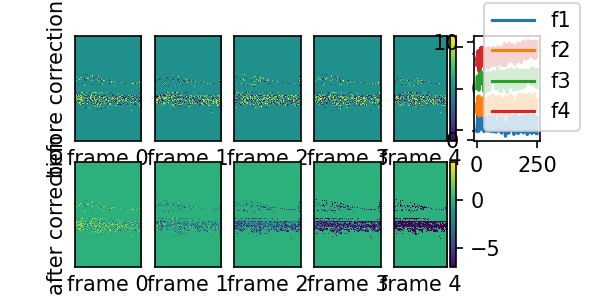 before correction
10
0
f1
f2
f3
f4
0
250
frame 0
frame 1
frame 2
frame 3
frame 4
after correction
0
−5
frame 0
frame 1
frame 2
frame 3
frame 4